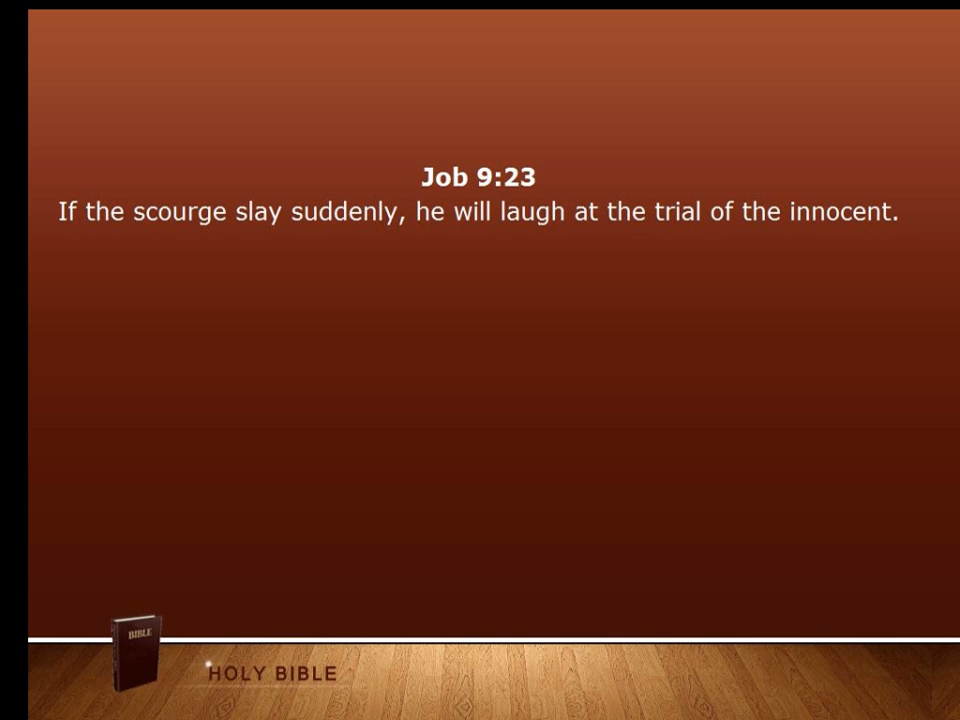 Job 9:23
If the scourge slay suddenly, he will laugh at the trial of the innocent.
BIBLE
HOLY BIBLE